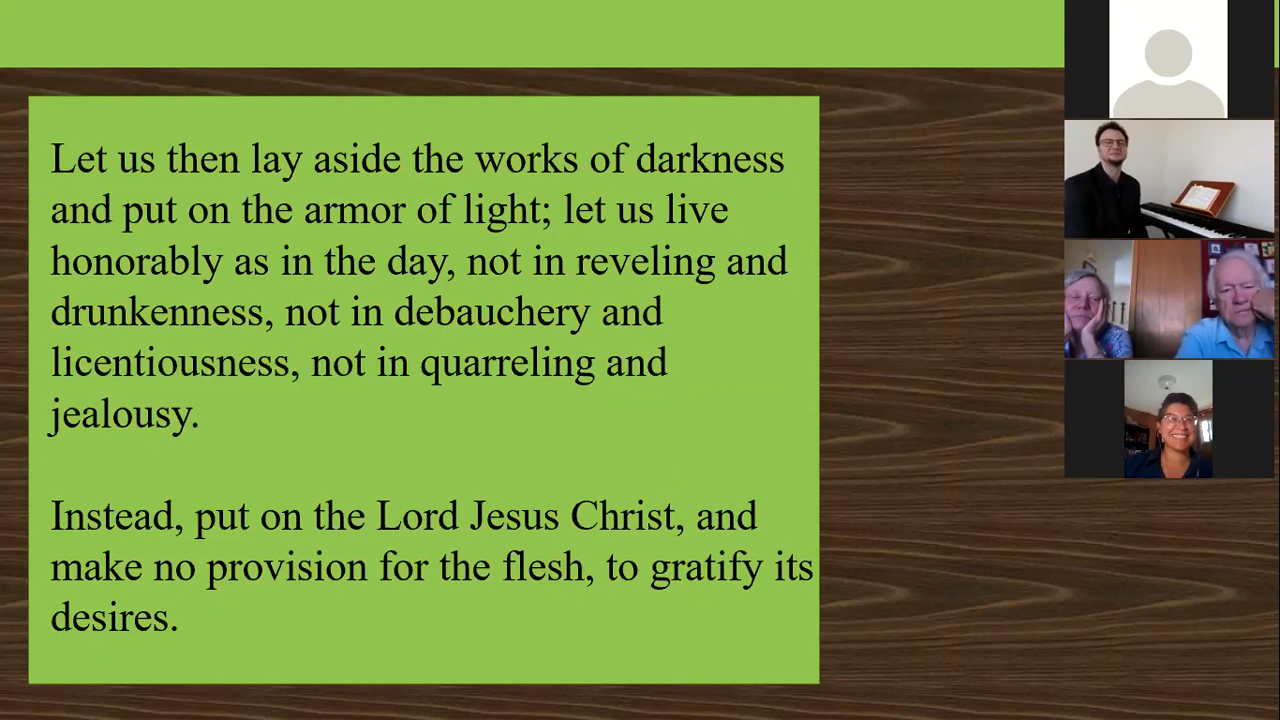 Let us then lay aside the works of darkness
and put on the armor of light; let us live
honorably as in the day, not in reveling and
drunkenness, not in debauchery and
licentiousness, not in quarreling and
jealousy.
Instead, put on the Lord Jesus Christ, and
make no provision for the flesh, to gratify its
desires.